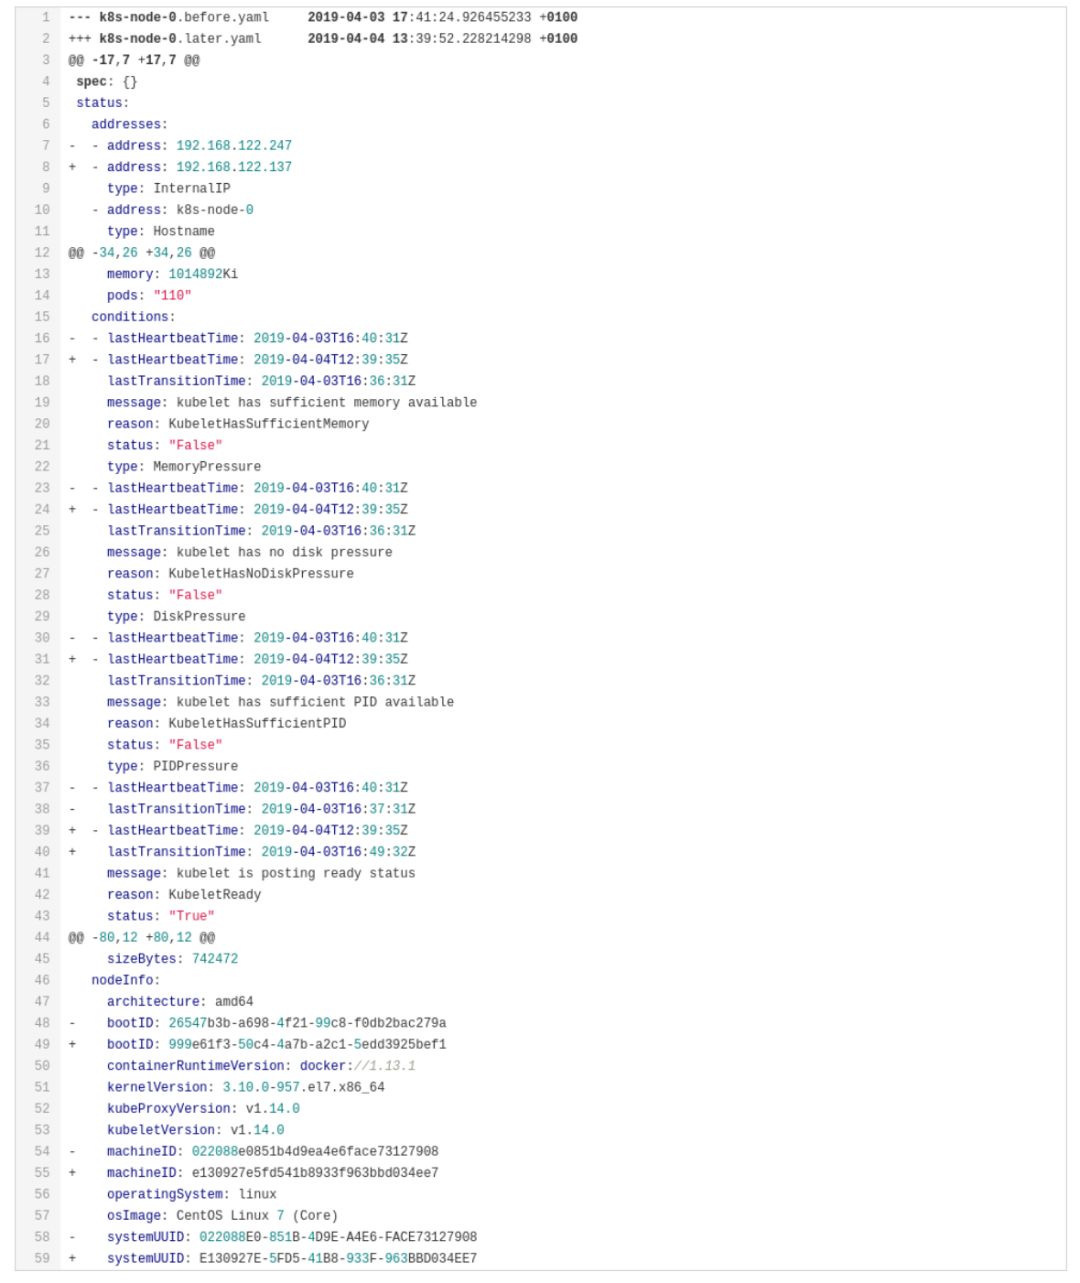 1 --- k8s-node-0.before.yaml 2019-04-03 17:41:24.926455233 +0100
2 +++ k8s-node-0.later.yaml 2019-04-04 13:39:52.228214298 +0100
3 @@ -17,7 +17,7 @@
4 spec: {}
5 status:
6 addresses:
7 - - address: 192.168.122.247
8 + - address: 192.168.122.137
9 type: InternalIP
10 - address: k8s-node-0
11 type: Hostname
12 @@ -34,26 +34,26 @@
13 memory: 1014892Ki
14 pods: "110"
15 conditions:
16 - - lastHeartbeatTime: 2019-04-03T16:40:31Z
17 + - lastHeartbeatTime: 2019-04-04T12:39:35Z
18 lastTransitionTime: 2019-04-03T16:36:31Z
19 message: kubelet has sufficient memory available
20 reason: KubeletHasSufficientMemory
21 status: "False"
22 type: MemoryPressure
23 - - lastHeartbeatTime: 2019-04-03T16:40:31Z
24 + - lastHeartbeatTime: 2019-04-04T12:39:35Z
25 lastTransitionTime: 2019-04-03T16:36:31Z
26 message: kubelet has no disk pressure
27 reason: KubeletHasNoDiskPressure
28 status: "False"
29 type: DiskPressure
30 - - lastHeartbeatTime: 2019-04-03T16:40:31Z
31 + - lastHeartbeatTime: 2019-04-04T12:39:35Z
32 lastTransitionTime: 2019-04-03T16:36:31Z
33 message: kubelet has sufficient PID available
34 reason: KubeletHasSufficientPID
35 status: "False"
36 type: PIDPressure
37 - - lastHeartbeatTime: 2019-04-03T16:40:31Z
38 - lastTransitionTime: 2019-04-03T16:37:31Z
39 + - lastHeartbeatTime: 2019-04-04T12:39:35Z
40 + lastTransitionTime: 2019-04-03T16:49:32Z
41 message: kubelet is posting ready status
42 reason: KubeletReady
43 status: "True"
44 @@ -80,12 +80,12 @@
45 sizeBytes: 742472
46 nodeInfo:
47 architecture: amd64
48 - bootID: 26547b3b-a698-4f21-99c8-f0db2bac279a
49 + bootID: 999e61f3-50c4-4a7b-a2c1-5edd3925bef1
50 containerRuntimeVersion: docker://1.13.1
51 kernelVersion: 3.10.0-957.el7.x86_64
52 kubeProxyVersion: v1.14.0
53 kubeletVersion: v1.14.0
54 - machineID: 022088e0851b4d9ea4e6face73127908
55 + machineID: e130927e5fd541b8933f963bbd034ee7
56 operatingSystem: linux
57 osImage: CentOS Linux 7 (Core)
58 - systemUUID: 022088E0-851B-4D9E-A4E6-FACE73127908
59 + systemUUID: E130927E-5FD5-41B8-933F-963BBD034EE7